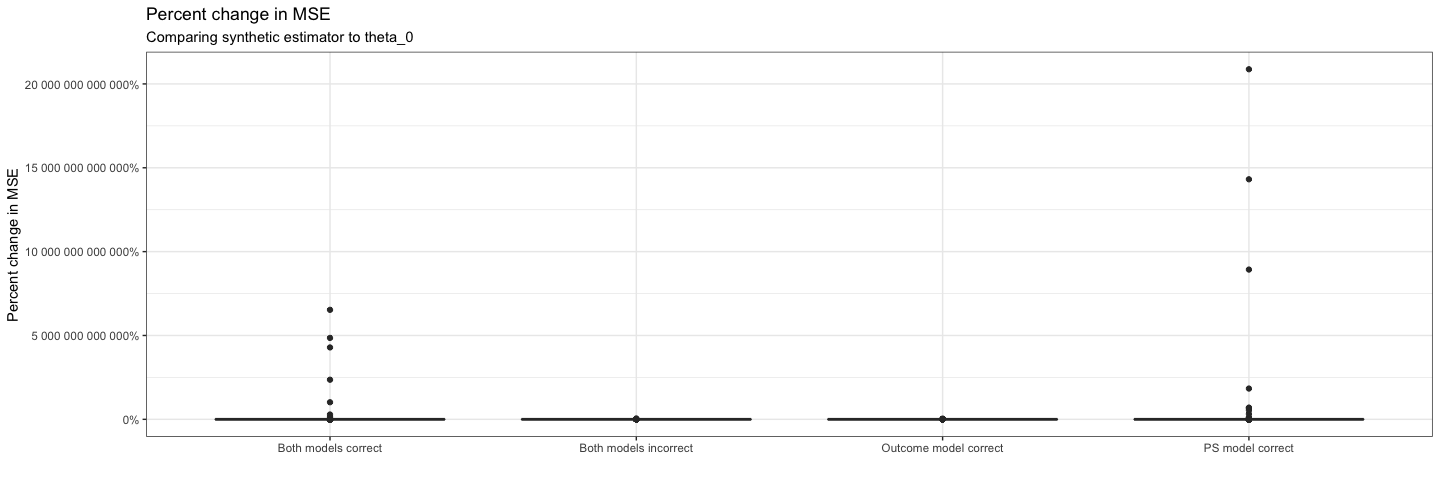 Percent change in MSE
Comparing synthetic estimator to theta_0
Percent change in MSE
20 000 000 000 000%
15 000 000 000 000%
10 000 000 000 000%
5 000 000 000 000%
0%
Both models correct
Both models incorrect
Outcome model correct
PS model correct